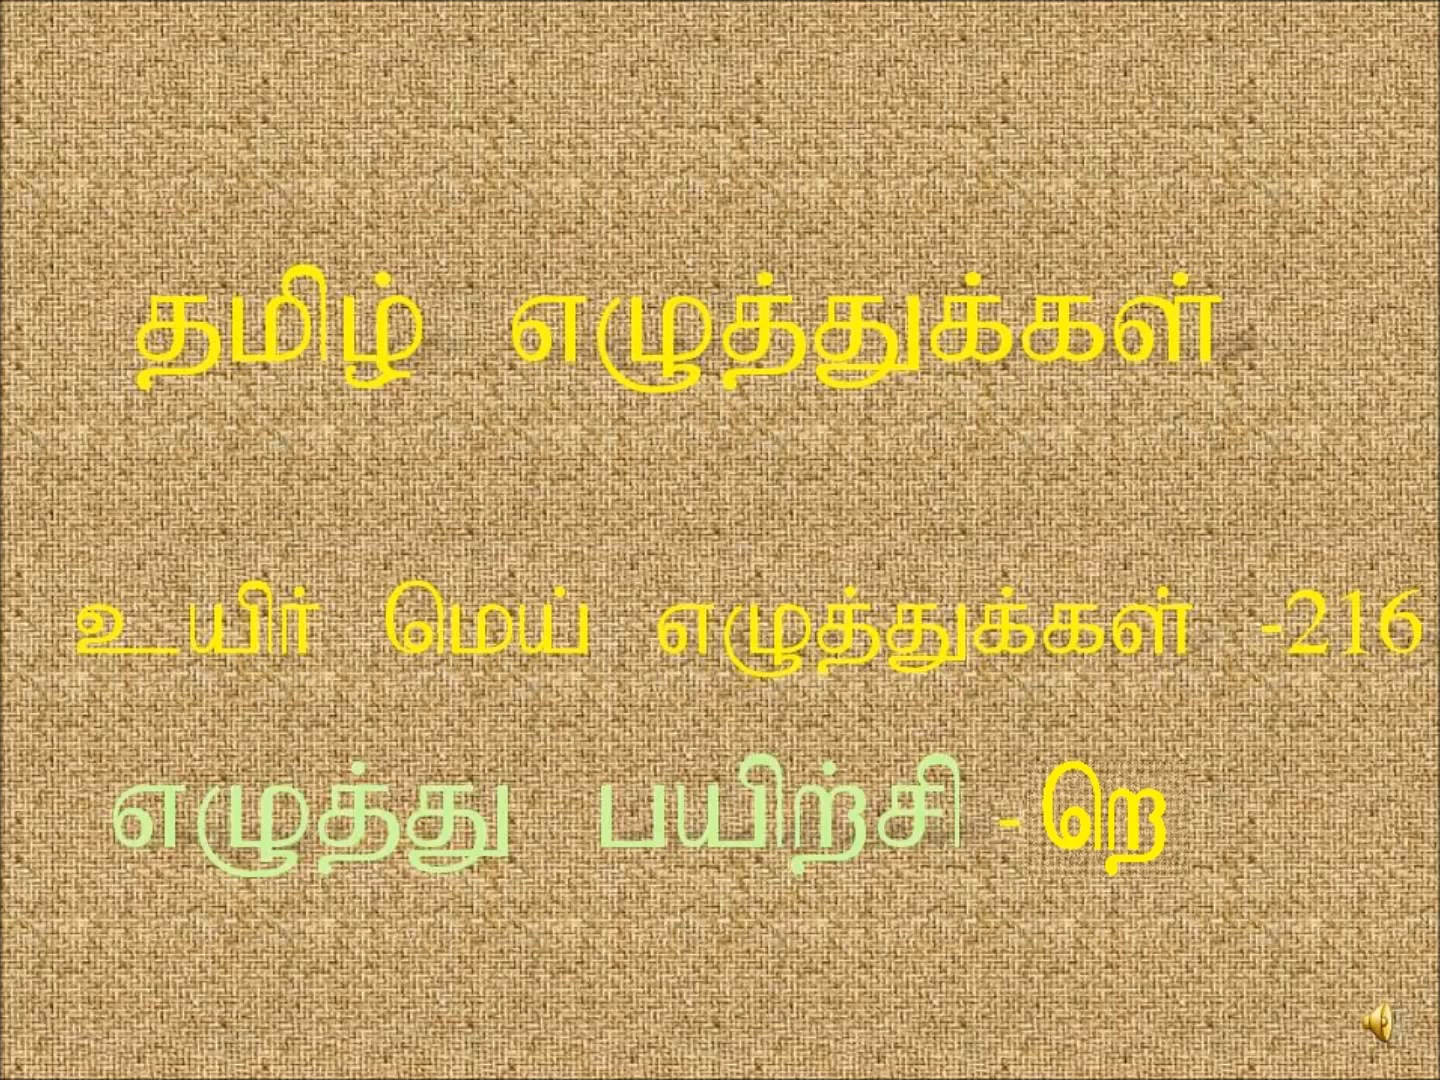 தமிழ் எழுத்துக்கள்
உயிர் மெய் எழுத்துக்கள் -216
எழுத்து பயிற்சி - றெ